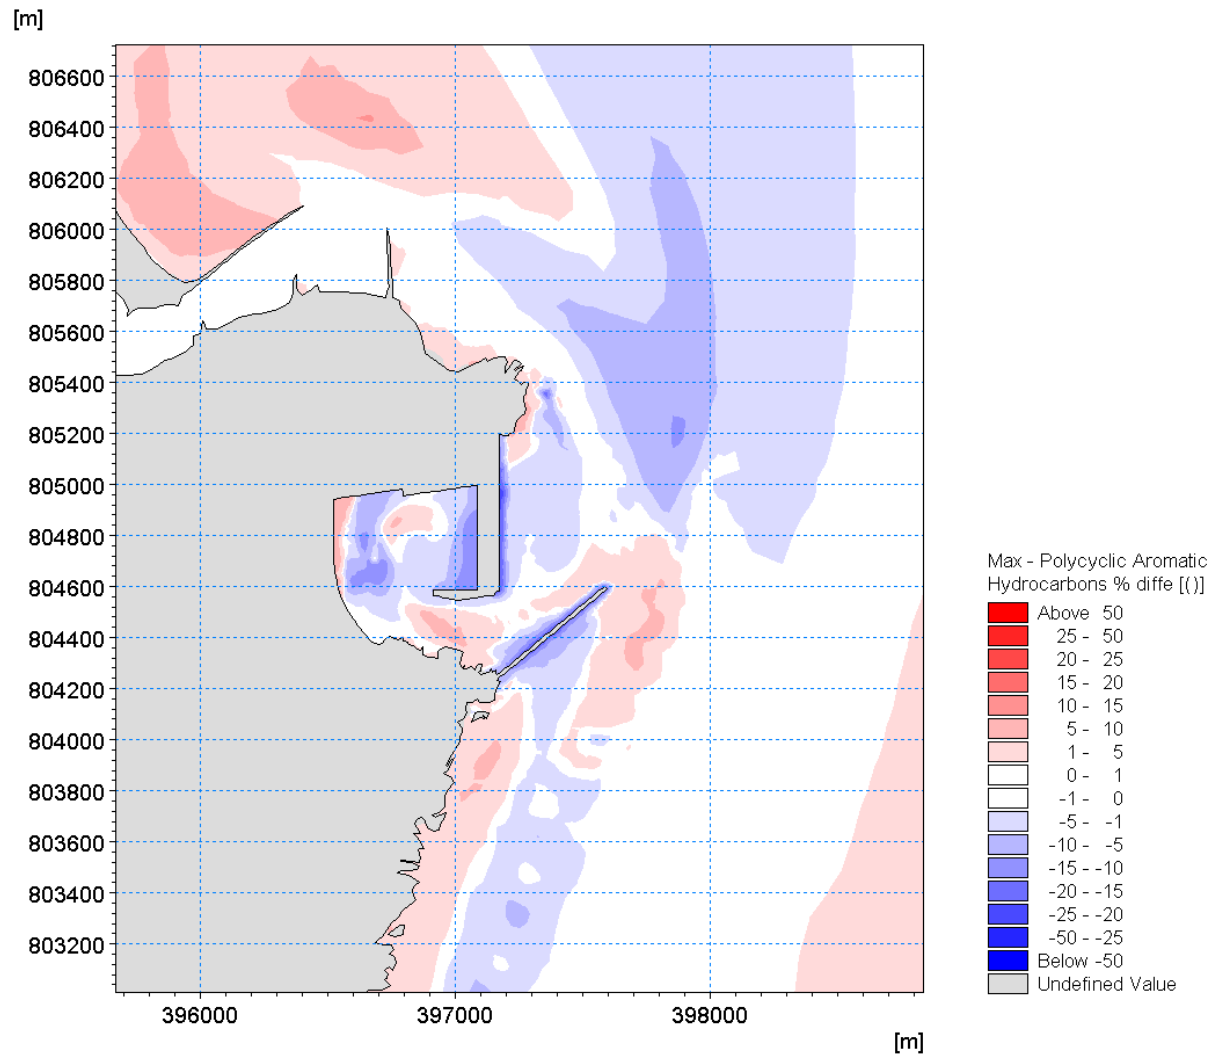 [m]
806600
806400
806200
806000
805800
805600
805400
805200
805000
804800
804600
804400
804200
804000
803800
803600
803400
803200
396000 397000 398000
[m]
Max - Polycyclic Aromatic
Hydrocarbons % diffe [()]
Above 50
25 - 50
20 - 25
15 - 20
10 - 15
5 - 10
1 - 5
0 - 1
-1 - 0
-5 - -1
-10 - -5
-15 - -10
-20 - -15
-25 - -20
-50 - -25
Below -50
Undefined Value